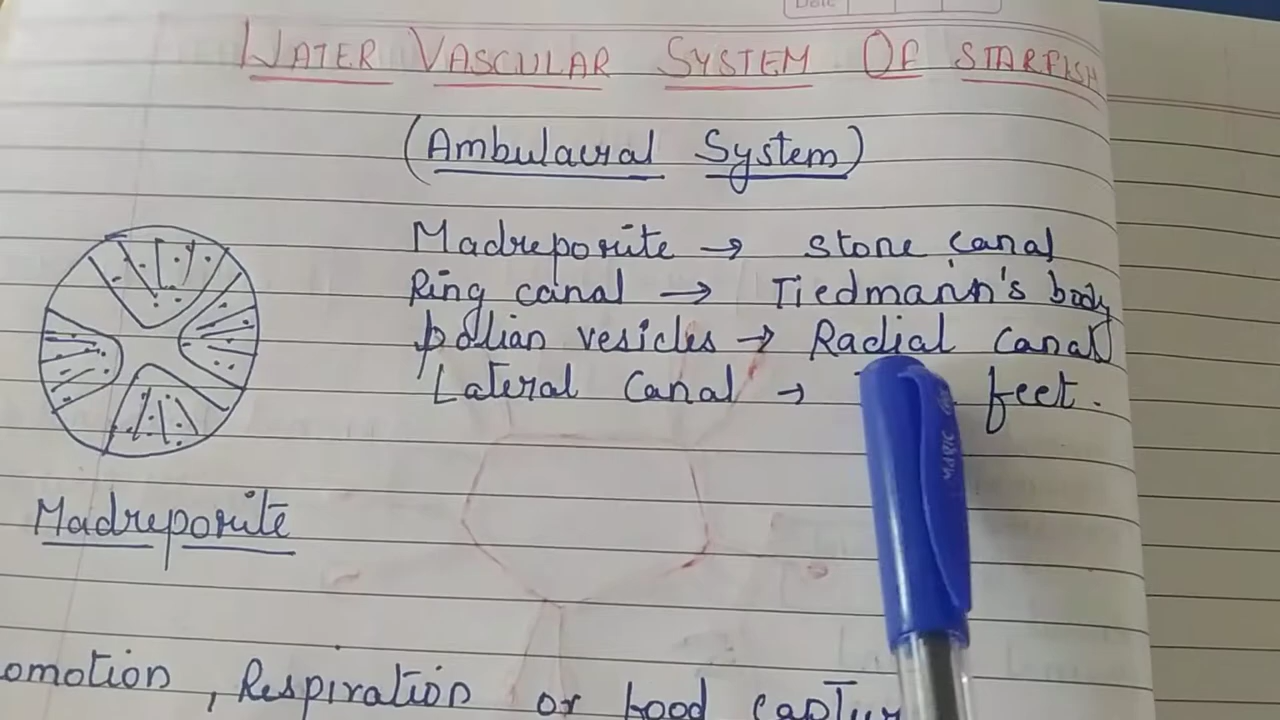 WATER VASCULAR SYSTEM OF STARFISH
(Ambulacral System)
Madreporite → Stone Canal
Ring canal → Tiedmann's body
polian vesicles → Radial Canal
Lateral Canal → feet.
Madreporite
omotion, Respiration or food captur